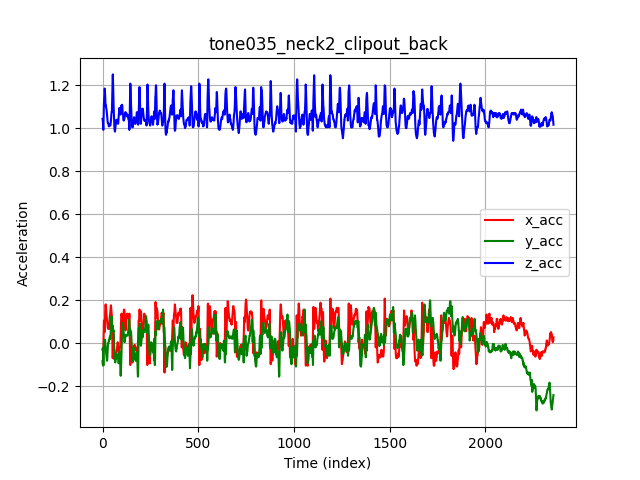 tone035_neck2_clipout_back
1.2
1.0
0.8
0.6
0.4
0.2
0.0
−0.2
Acceleration
x_acc
y_acc
z_acc
0
500
1000
1500
2000
Time (index)